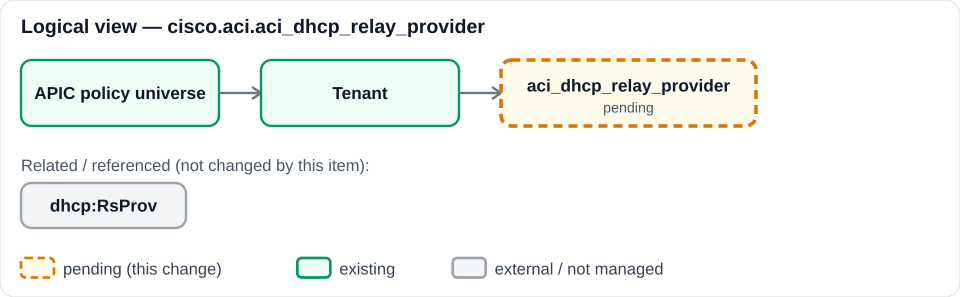 Logical view — cisco.aci.aci_dhcp_relay_provider
APIC policy universe
Tenant
aci_dhcp_relay_provider
pending
Related / referenced (not changed by this item):
dhcp:RsProv
pending (this change)
existing
external / not managed